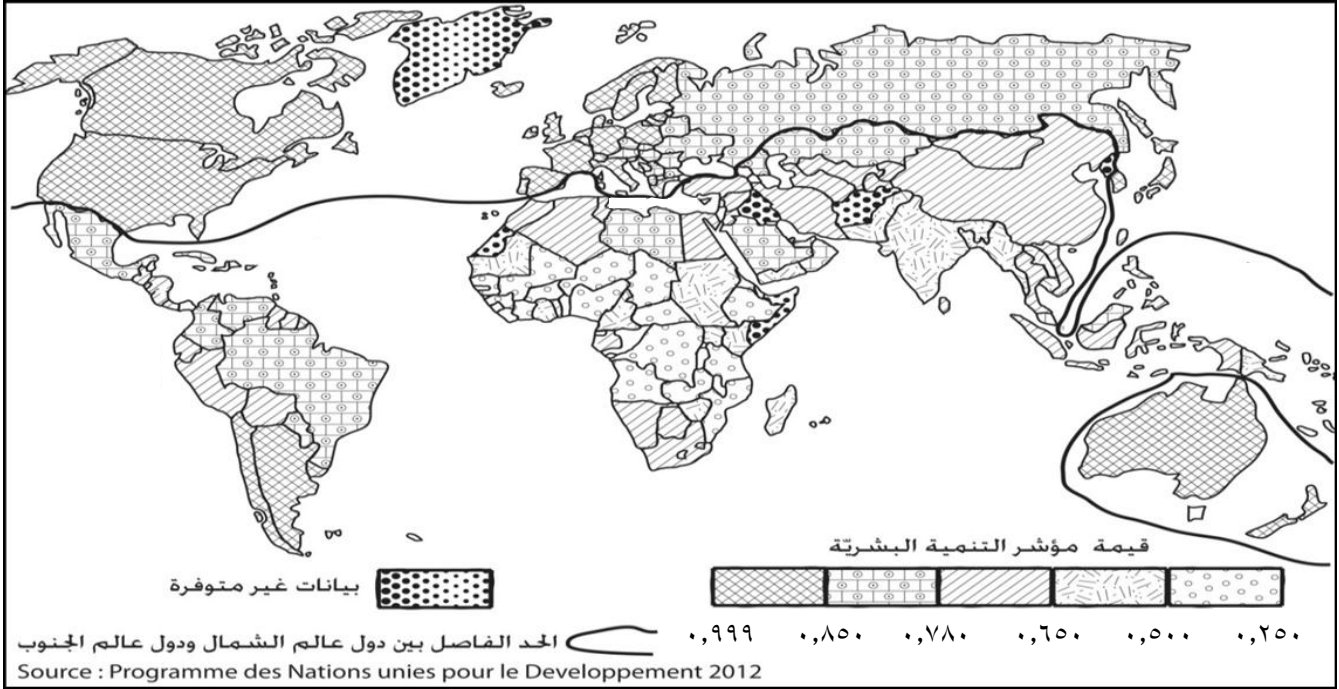 قيمة مؤشر التنمية البشريّة
بيانات غير متوفرة
٠,٩٩٩ ٠,٨٥٠ ٠,٧٨٠ ٠,٦٥٠ ٠,٥٠٠ ٠,٢٥٠
الحد الفاصل بين دول عالم الشمال ودول عالم الجنوب
Source : Programme des Nations unies pour le Developpement 2012